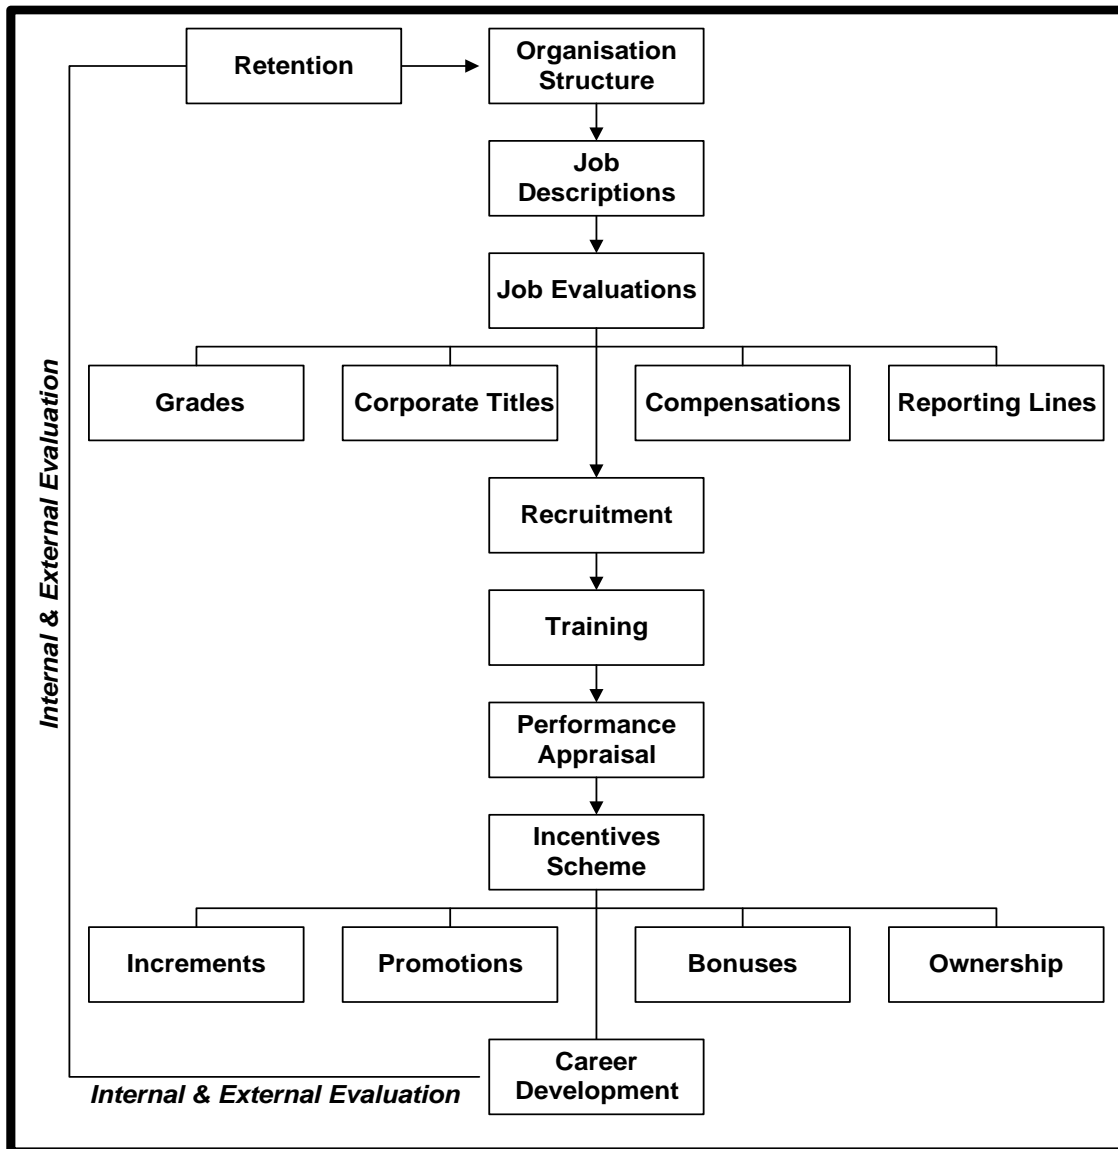 Retention
Organisation
Structure
Job
Descriptions
Job Evaluations
Grades
Corporate Titles
Compensations
Reporting Lines
Recruitment
Training
Performance
Appraisal
Incentives
Scheme
Increments
Promotions
Bonuses
Ownership
Career
Development
Internal & External Evaluation
Internal & External Evaluation